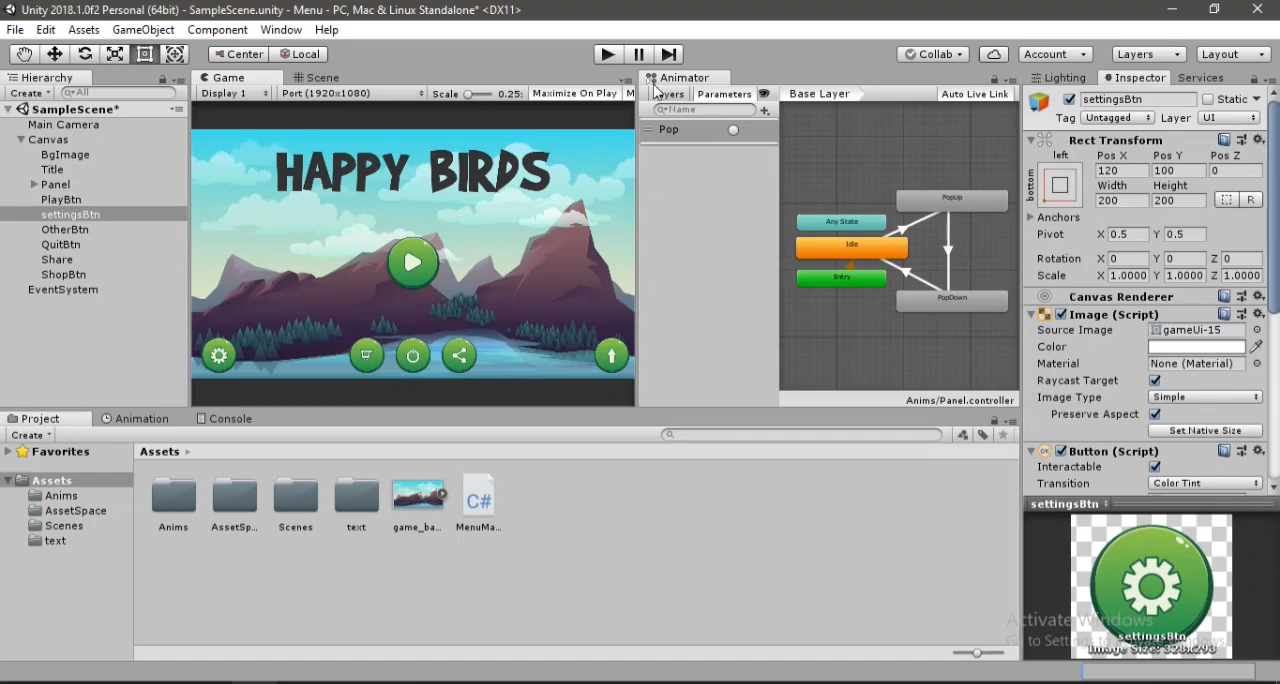 Unity 2018.1.0f2 Personal (64bit) - SampleScene.unity - Menu - PC, Mac & Linux Standalone* <DX11>
File Edit Assets GameObject Component Window Help
Center Local Collab Account Layers Layout
Hierarchy Game Scene Animator Lighting Inspector Services
Create All Display 1 Port (1920x1080) Scale 0.25: Maximize On Play M Parameters Base Layer Auto Live Link settingsBtn Static
SampleScene* Name Tag Untagged Layer UI
Main Camera Pop
Canvas Rect Transform
BgImage left Pos X Pos Y Pos Z
Title 120 100 0
Panel Width Height
PlayBtn bottom 200 200 R
settingsBtn
OtherBtn
QuitBtn
Share
ShopBtn
EventSystem
HAPPY BIRDS
PopUp
Any State
Idle
Entry
PopDown
Anims/Panel.controller
Anchors
Pivot X 0.5 Y 0.5
Rotation X 0 Y 0 Z 0
Scale X 1.0000 Y 1.0000 Z 1.0000
Canvas Renderer
Image (Script)
Source Image gameUi-15
Color
Material None (Material)
Raycast Target
Image Type Simple
Preserve Aspect
Set Native Size
Button (Script)
Interactable
Transition Color Tint
Project Animation Console
Create
Favorites Assets
Assets
Anims
AssetSpace
Scenes
text
C#
Anims AssetSp... Scenes text game_ba... MenuMa...
settingsBtn
Activate Windows
settingsBtn